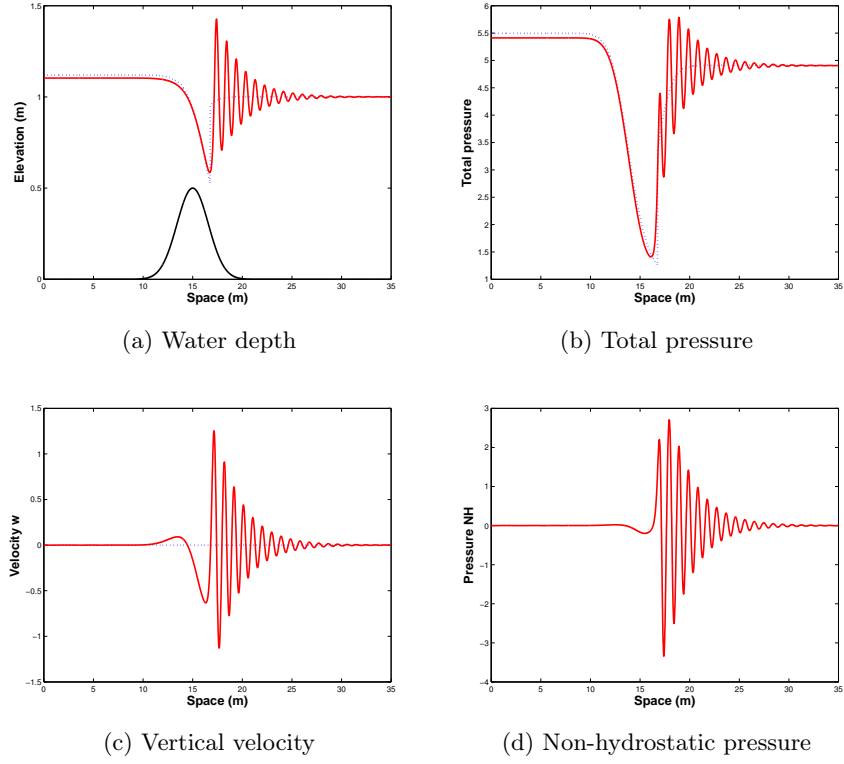 1.5
1
0.5
0
Elevation (m)
0 5 10 15 20 25 30 35
Space (m)
(a) Water depth
6
5.5
5
4.5
4
3.5
3
2.5
2
1.5
1
Total pressure
0 5 10 15 20 25 30 35
Space (m)
(b) Total pressure
1.5
1
0.5
0
−0.5
−1
−1.5
Velocity w
0 5 10 15 20 25 30 35
Space (m)
(c) Vertical velocity
3
2
1
0
−1
−2
−3
−4
Pressure NH
0 5 10 15 20 25 30 35
Space (m)
(d) Non-hydrostatic pressure